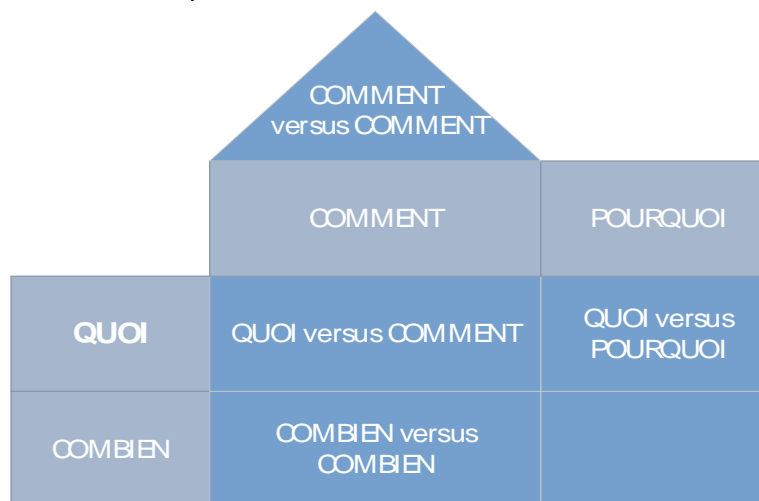 COMMENT
versus COMMENT
COMMENT
POURQUOI
QUOI
QUOI versus COMMENT
QUOI versus
POURQUOI
COMBIEN
COMBIEN versus
COMBIEN